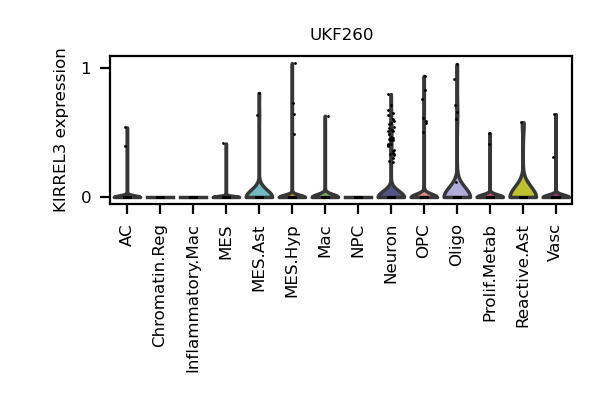 UKF260
KIRREL3 expression
1
0
AC
Chromatin.Reg
Inflammatory.Mac
MES
MES.Ast
MES.Hyp
Mac
NPC
Neuron
OPC
Oligo
Prolif.Metab
Reactive.Ast
Vasc